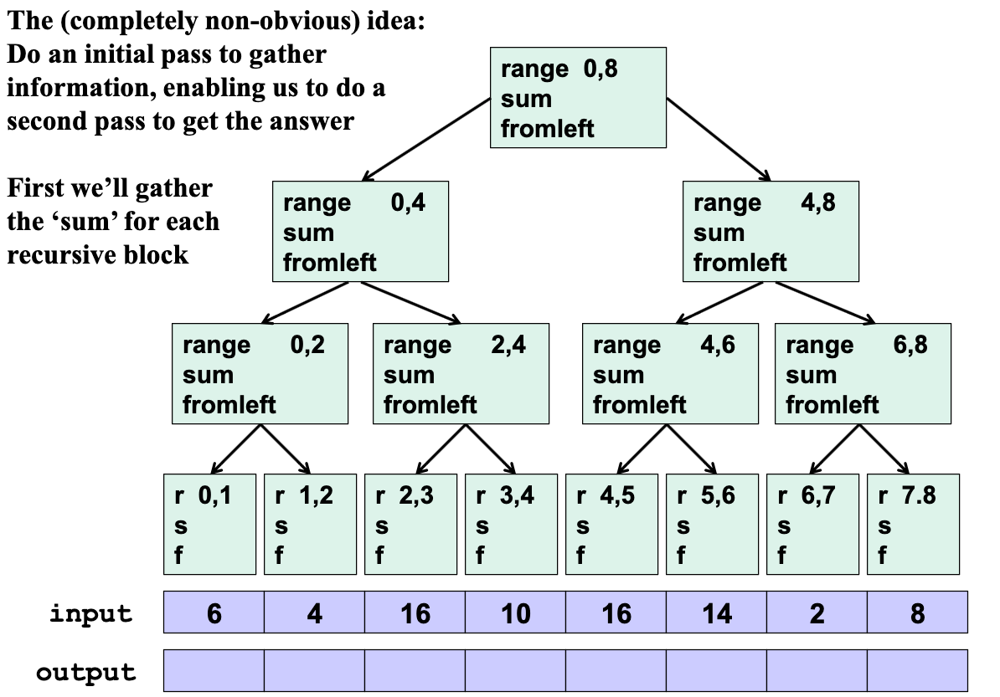 The (completely non-obvious) idea:
Do an initial pass to gather
information, enabling us to do a
second pass to get the answer
First we’ll gather
the ‘sum’ for each
recursive block
range 0,8
sum
fromleft
range 0,4
sum
fromleft
range 4,8
sum
fromleft
range 0,2
sum
fromleft
range 2,4
sum
fromleft
range 4,6
sum
fromleft
range 6,8
sum
fromleft
r 0,1
s
f
r 1,2
s
f
r 2,3
s
f
r 3,4
s
f
r 4,5
s
f
r 5,6
s
f
r 6,7
s
f
r 7.8
s
f
input 6 4 16 10 16 14 2 8
output